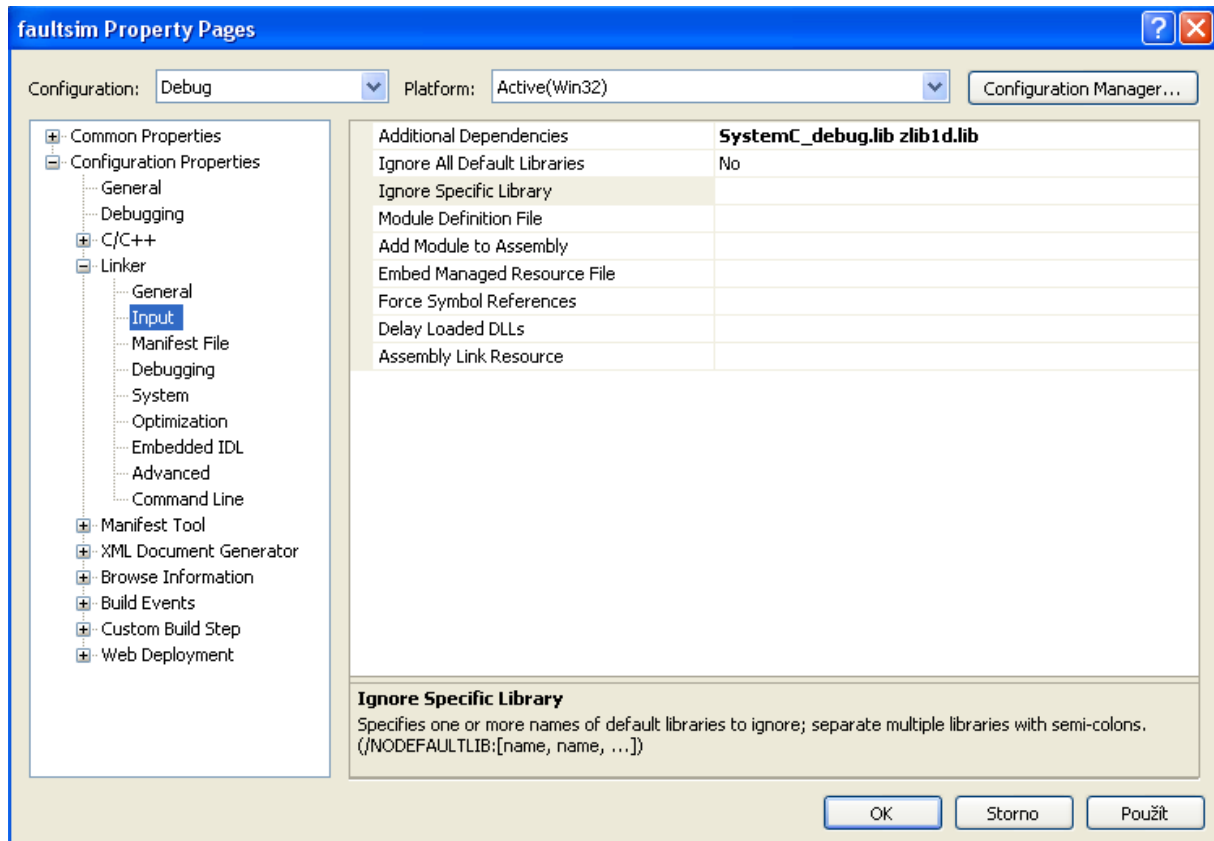 faultsim Property Pages
Configuration: Debug Platform: Active(Win32) Configuration Manager...
Common Properties
Configuration Properties
General
Debugging
C/C++
Linker
General
Input
Manifest File
Debugging
System
Optimization
Embedded IDL
Advanced
Command Line
Manifest Tool
XML Document Generator
Browse Information
Build Events
Custom Build Step
Web Deployment
Additional Dependencies SystemC_debug.lib zlib1d.lib
Ignore All Default Libraries No
Ignore Specific Library
Module Definition File
Add Module to Assembly
Embed Managed Resource File
Force Symbol References
Delay Loaded DLLs
Assembly Link Resource
Ignore Specific Library
Specifies one or more names of default libraries to ignore; separate multiple libraries with semi-colons.
(/NODEFAULTLIB:[name, name, ...])
OK Storno Použít